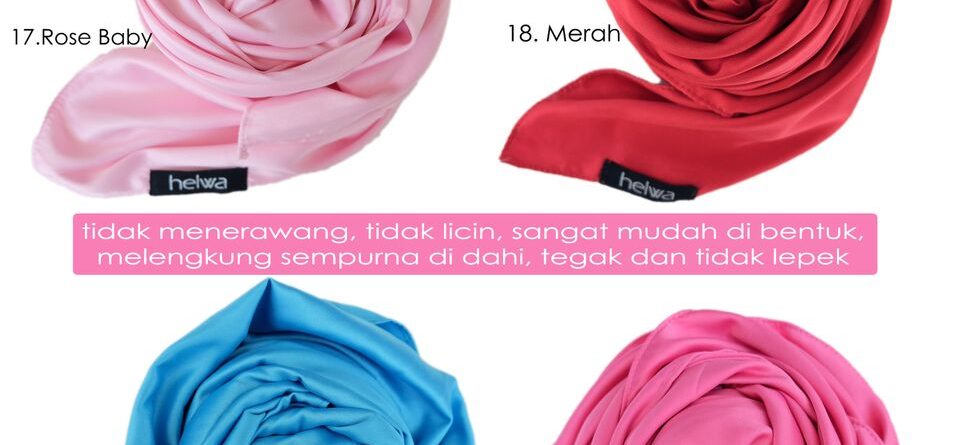 17.Rose Baby
18. Merah
helwa
helwa
tidak menerawang, tidak licin, sangat mudah di bentuk,
melengkung sempurna di dahi, tegak dan tidak lepek